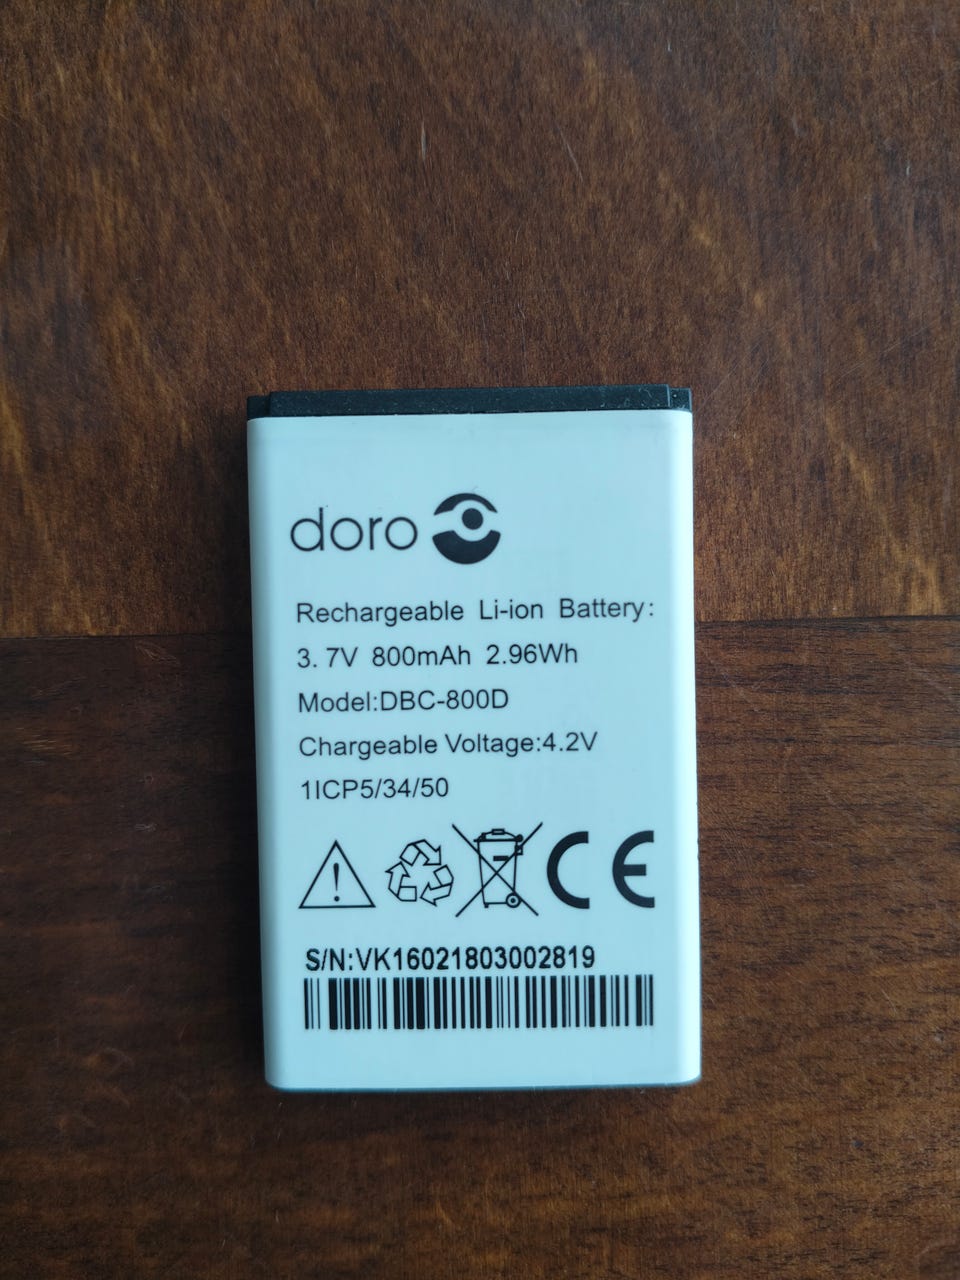 doro
Rechargeable Li-ion Battery:
3.7V 800mAh 2.96Wh
Model:DBC-800D
Chargeable Voltage:4.2V
1ICP5/34/50
CE
S/N:VK16021803002819